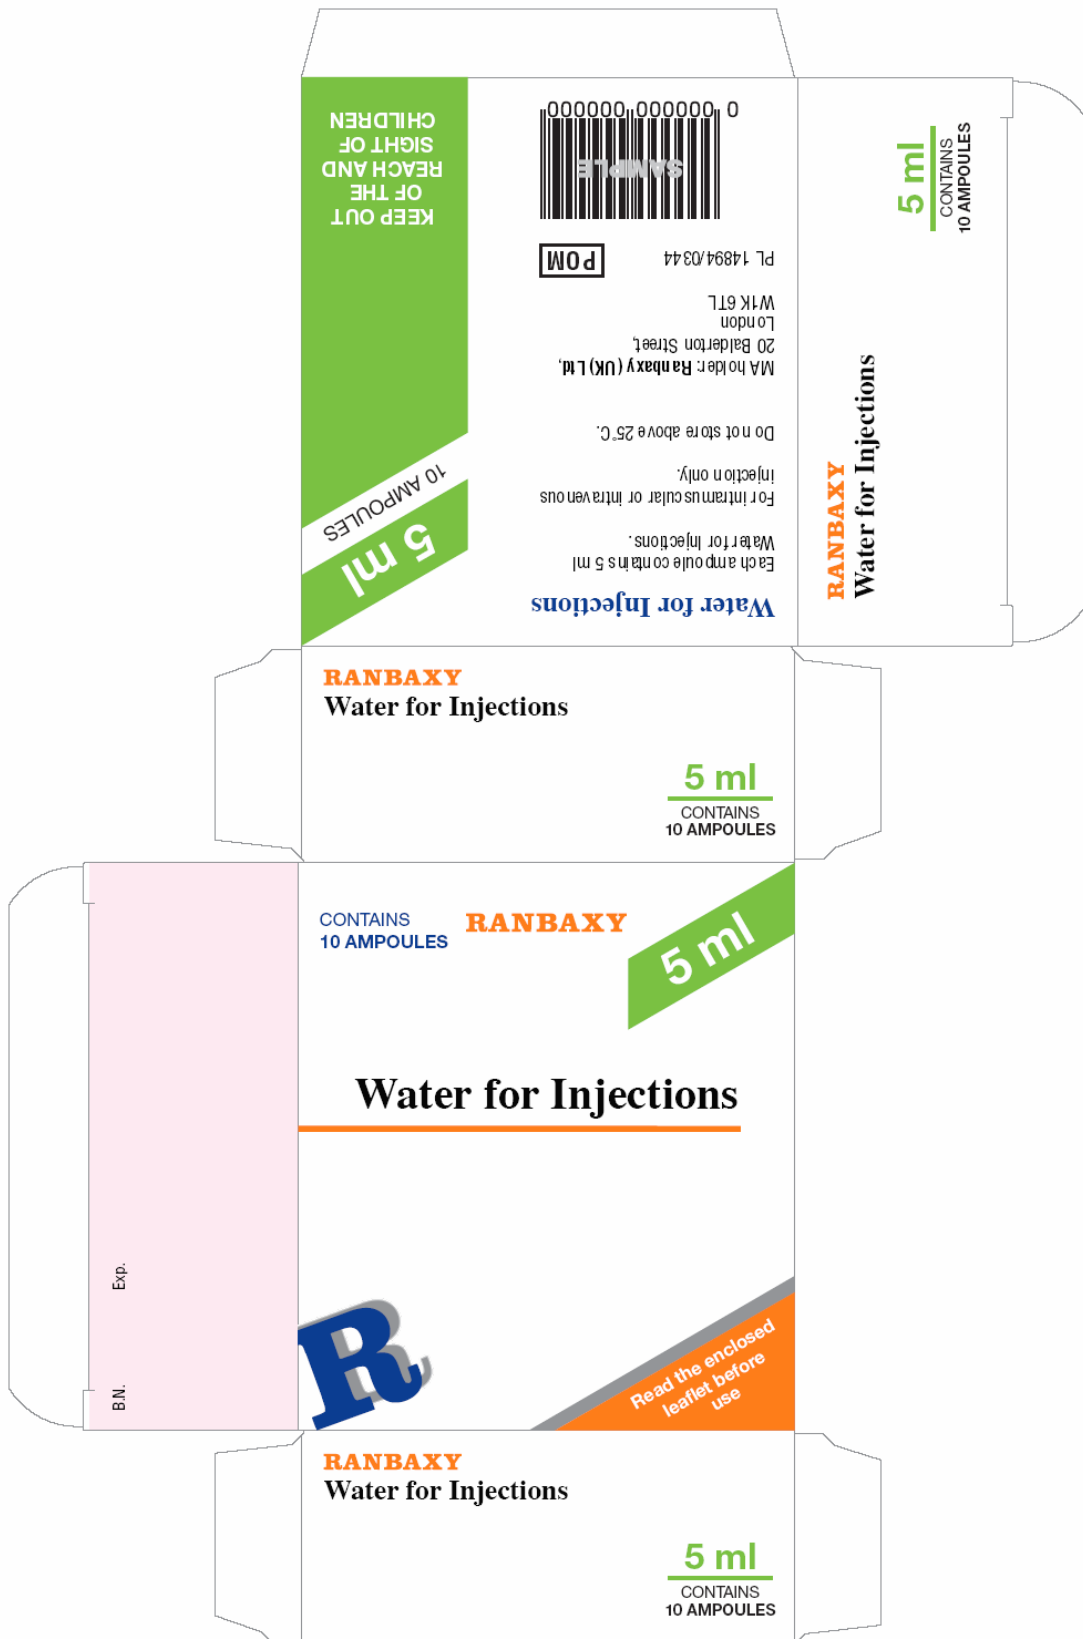 KEEP OUT
OF THE
REACH AND
SIGHT OF
CHILDREN
10 AMPOULES
5 ml
Water for Injections
Each ampoule contains 5 ml
Water for Injections.
For intramuscular or intravenous
injection only.
Do not store above 25°C.
MA holder: Ranbaxy (UK) Ltd,
20 Balderton Street,
London
W1K 6TL
PL 14894/0344
POM
SAMPLE
0 000000 000000
RANBAXY
Water for Injections
5 ml
CONTAINS
10 AMPOULES
RANBAXY
Water for Injections
5 ml
CONTAINS
10 AMPOULES
CONTAINS
10 AMPOULES
RANBAXY
5 ml
Water for Injections
R
Read the enclosed
leaflet before
use
B.N.
Exp.
RANBAXY
Water for Injections
5 ml
CONTAINS
10 AMPOULES